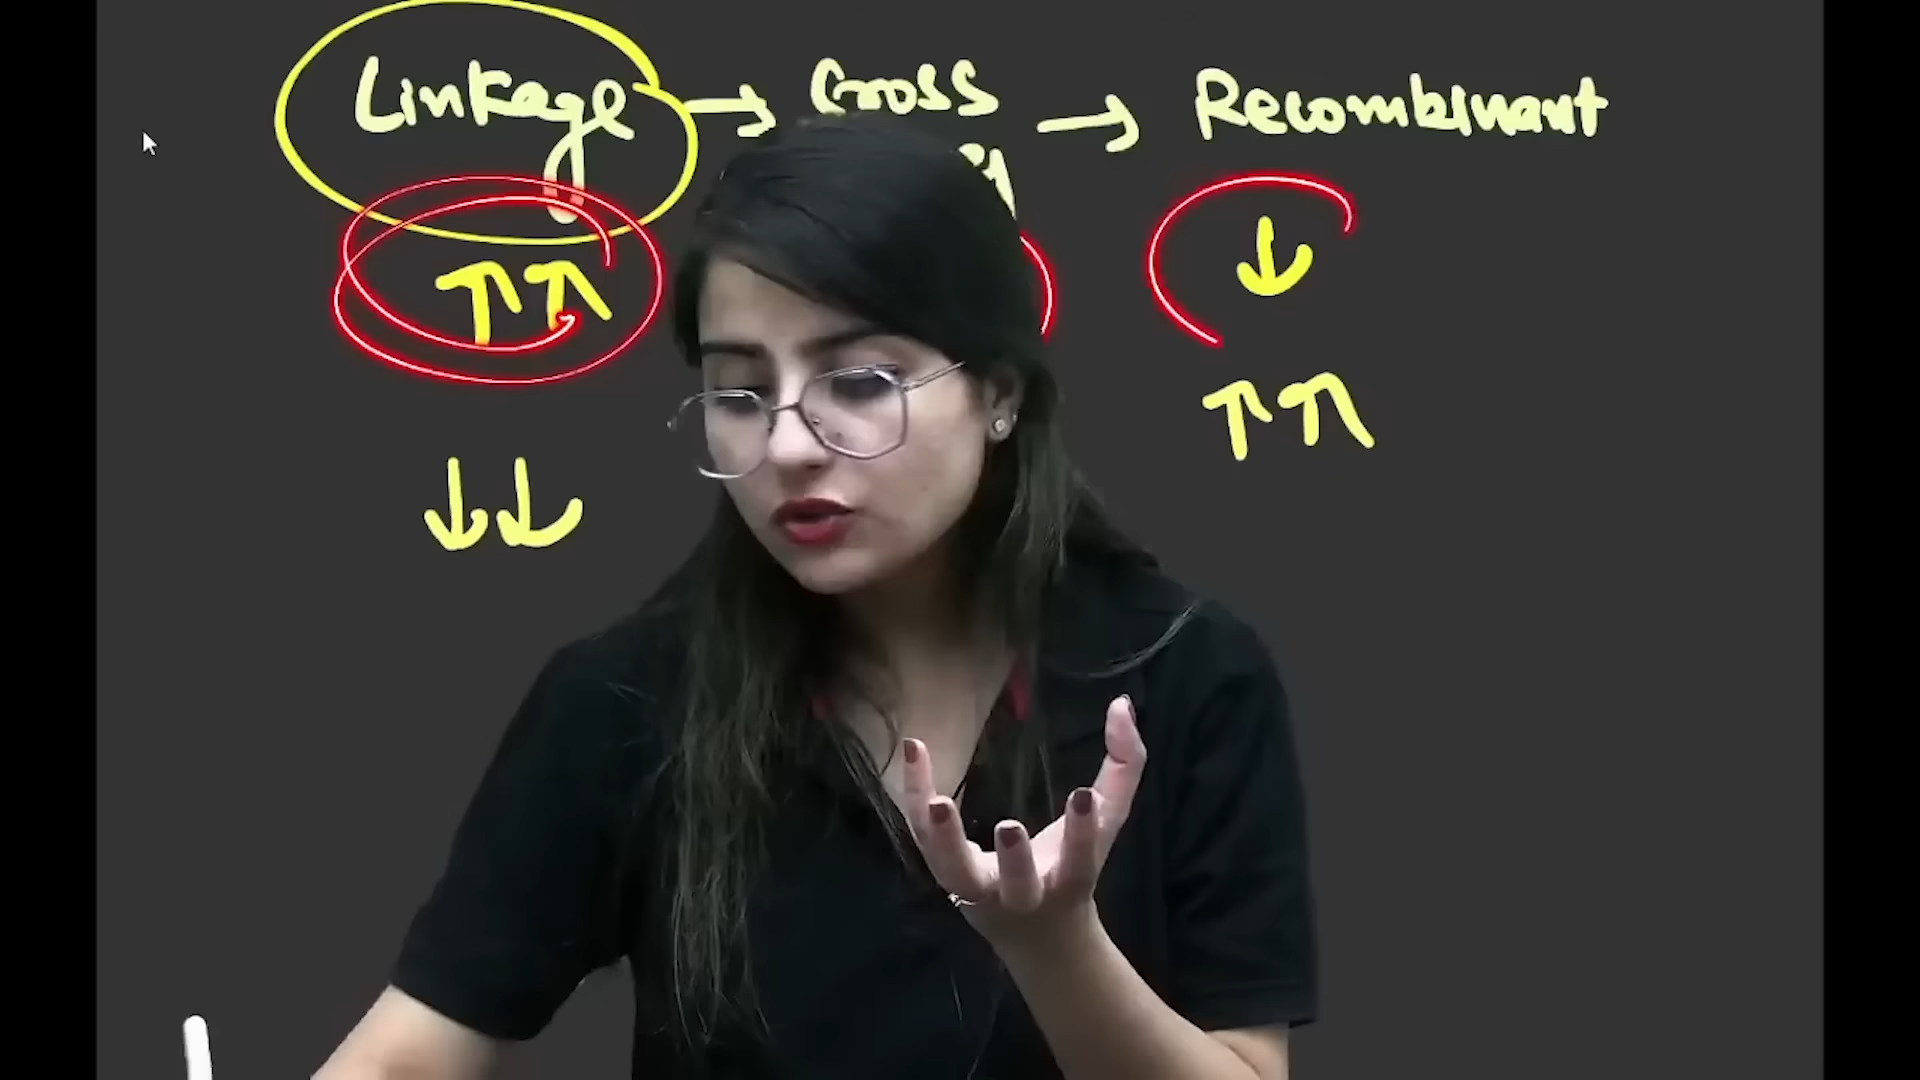 Linkage → Cross → Recombinant
↑↑ ↓
↑↑
↓↓